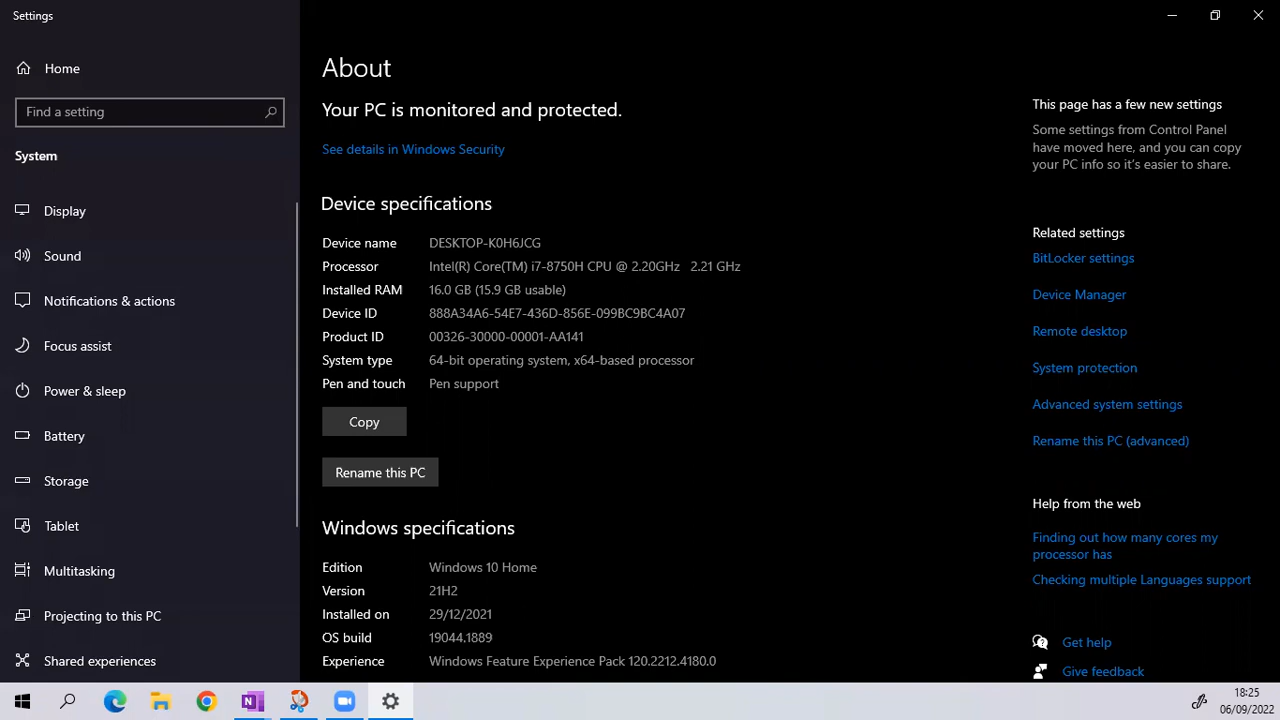 Settings
Home
Find a setting
System
Display
Sound
Notifications & actions
Focus assist
Power & sleep
Battery
Storage
Tablet
Multitasking
Projecting to this PC
Shared experiences
About
Your PC is monitored and protected.
See details in Windows Security
Device specifications
Device name DESKTOP-K0H6JCG
Processor Intel(R) Core(TM) i7-8750H CPU @ 2.20GHz 2.21 GHz
Installed RAM 16.0 GB (15.9 GB usable)
Device ID 888A34A6-54E7-436D-856E-099BC9BC4A07
Product ID 00326-30000-00001-AA141
System type 64-bit operating system, x64-based processor
Pen and touch Pen support
Copy
Rename this PC
Windows specifications
Edition Windows 10 Home
Version 21H2
Installed on 29/12/2021
OS build 19044.1889
Experience Windows Feature Experience Pack 120.2212.4180.0
This page has a few new settings
Some settings from Control Panel
have moved here, and you can copy
your PC info so it's easier to share.
Related settings
BitLocker settings
Device Manager
Remote desktop
System protection
Advanced system settings
Rename this PC (advanced)
Help from the web
Finding out how many cores my
processor has
Checking multiple Languages support
Get help
Give feedback
N
18:25
06/09/2022